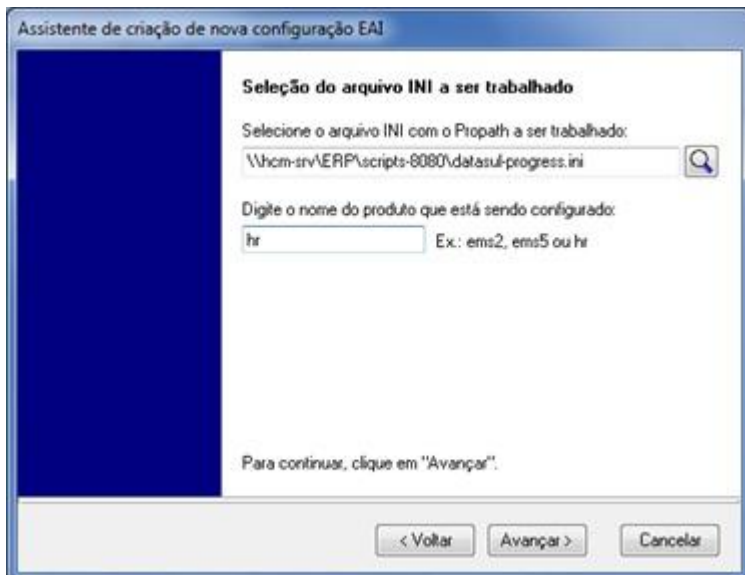 Assistente de criação de nova configuração EAI
Seleção do arquivo INI a ser trabalhado
Selecione o arquivo INI com o Propath a ser trabalhado:
\\hcm-srv\ERP\scripts-8080\datasul-progress.ini
Digite o nome do produto que está sendo configurado:
hr Ex.: ems2, ems5 ou hr
Para continuar, clique em "Avançar".
< Voltar Avançar > Cancelar